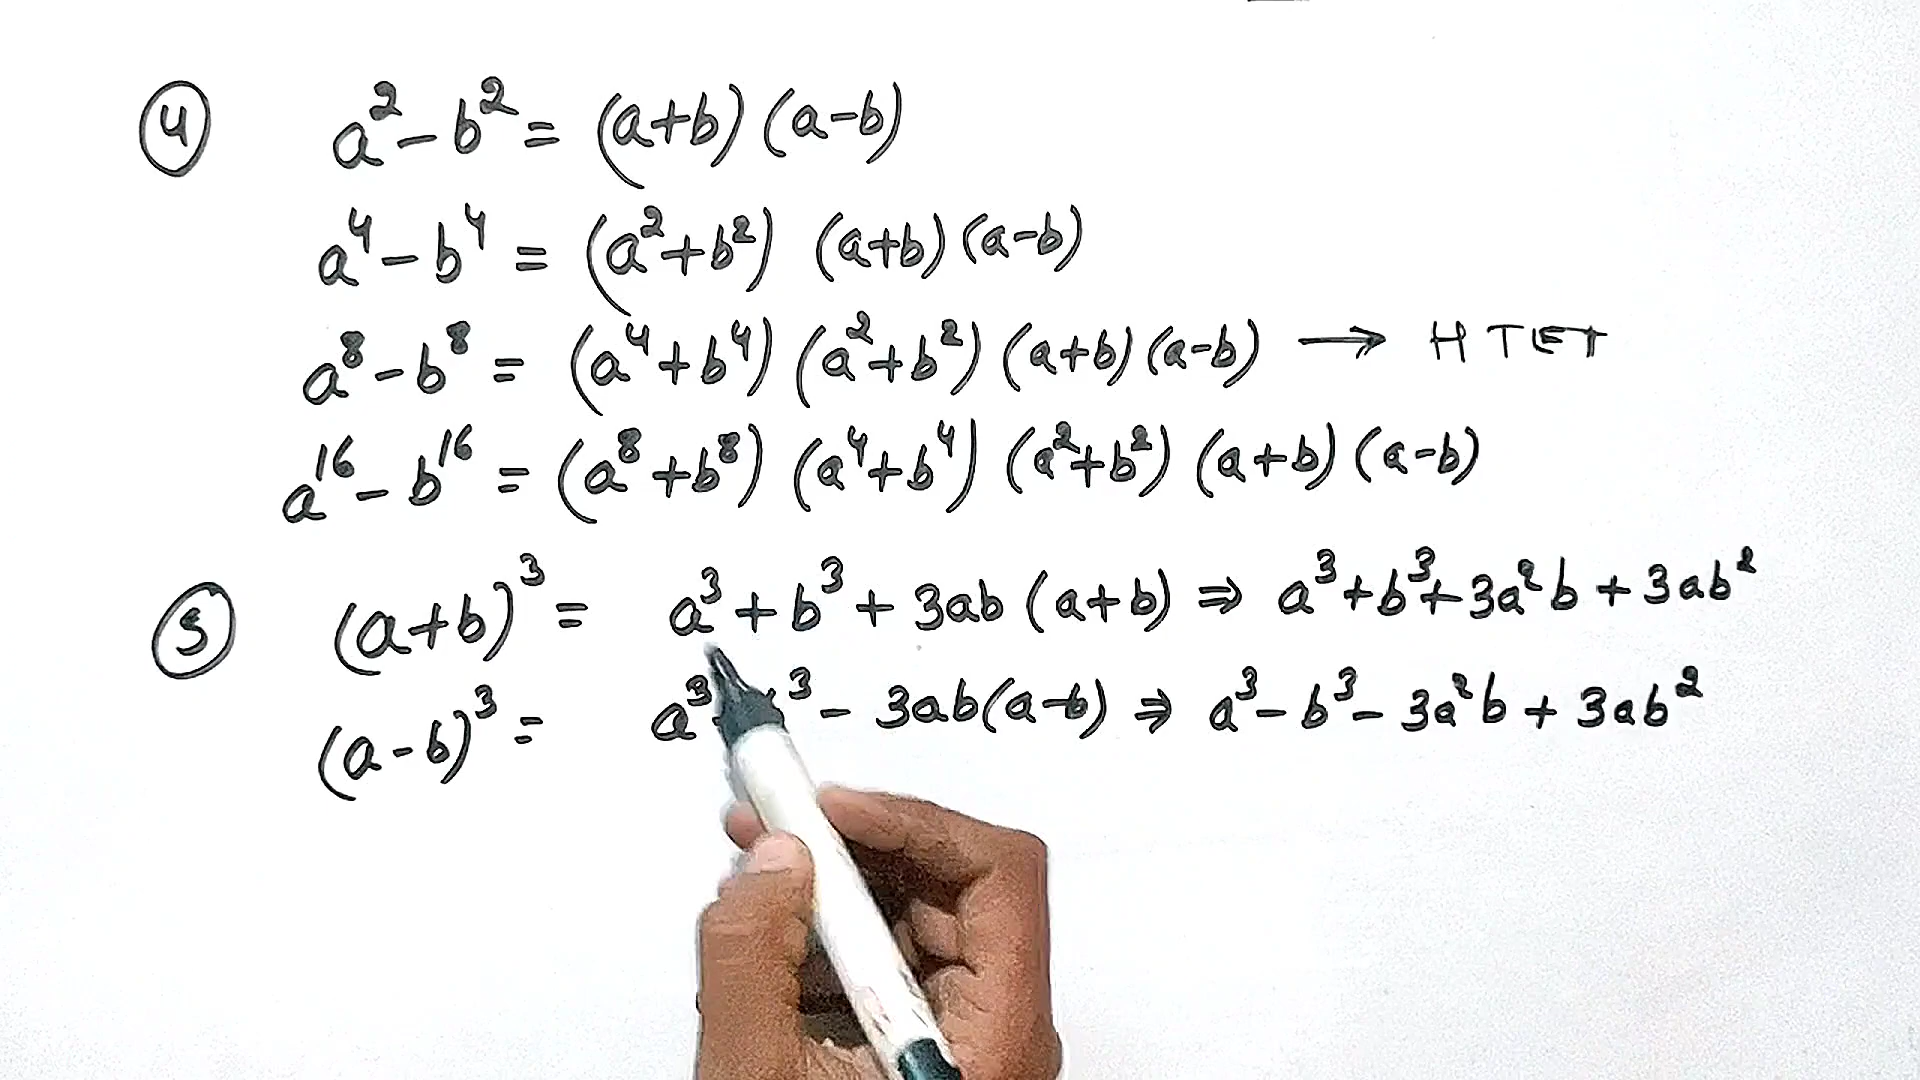 4 a² - b² = (a+b) (a-b)
a⁴ - b⁴ = (a² + b²) (a+b) (a-b)
a⁸ - b⁸ = (a⁴ + b⁴) (a² + b²) (a+b) (a-b) → HTET
a¹⁶ - b¹⁶ = (a⁸ + b⁸) (a⁴ + b⁴) (a² + b²) (a+b) (a-b)
5 (a+b)³ = a³ + b³ + 3ab (a+b) ⇒ a³ + b³ + 3a²b + 3ab²
(a-b)³ = a³ ³ - 3ab(a-b) ⇒ a³ - b³ - 3a²b + 3ab²